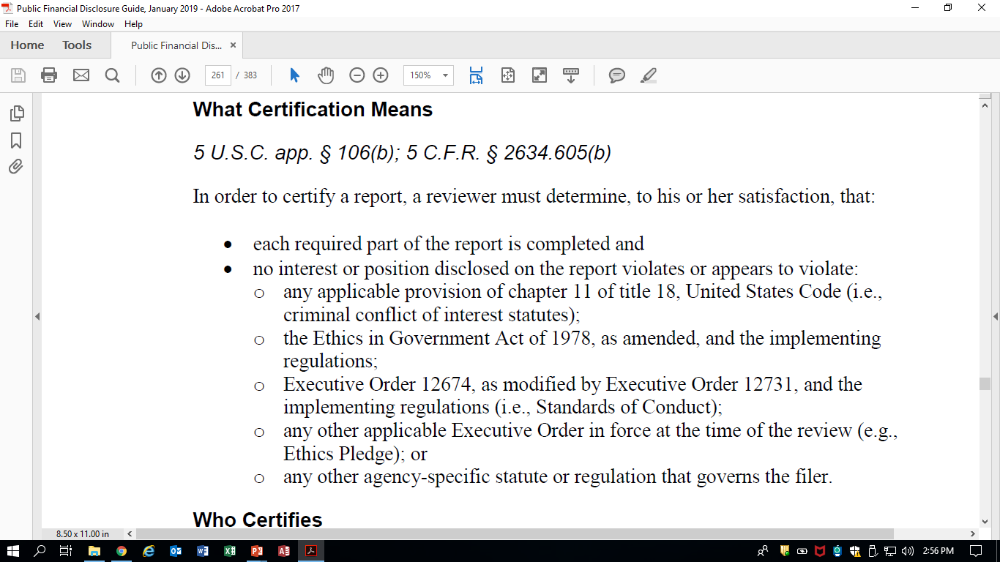 Public Financial Disclosure Guide, January 2019 - Adobe Acrobat Pro 2017
File Edit View Window Help
Home Tools Public Financial Dis... ×
261 / 383 150%
What Certification Means
5 U.S.C. app. § 106(b); 5 C.F.R. § 2634.605(b)
In order to certify a report, a reviewer must determine, to his or her satisfaction, that:
• each required part of the report is completed and
• no interest or position disclosed on the report violates or appears to violate:
o any applicable provision of chapter 11 of title 18, United States Code (i.e.,
criminal conflict of interest statutes);
o the Ethics in Government Act of 1978, as amended, and the implementing
regulations;
o Executive Order 12674, as modified by Executive Order 12731, and the
implementing regulations (i.e., Standards of Conduct);
o any other applicable Executive Order in force at the time of the review (e.g.,
Ethics Pledge); or
o any other agency-specific statute or regulation that governs the filer.
Who Certifies
8.50 x 11.00 in
2:56 PM